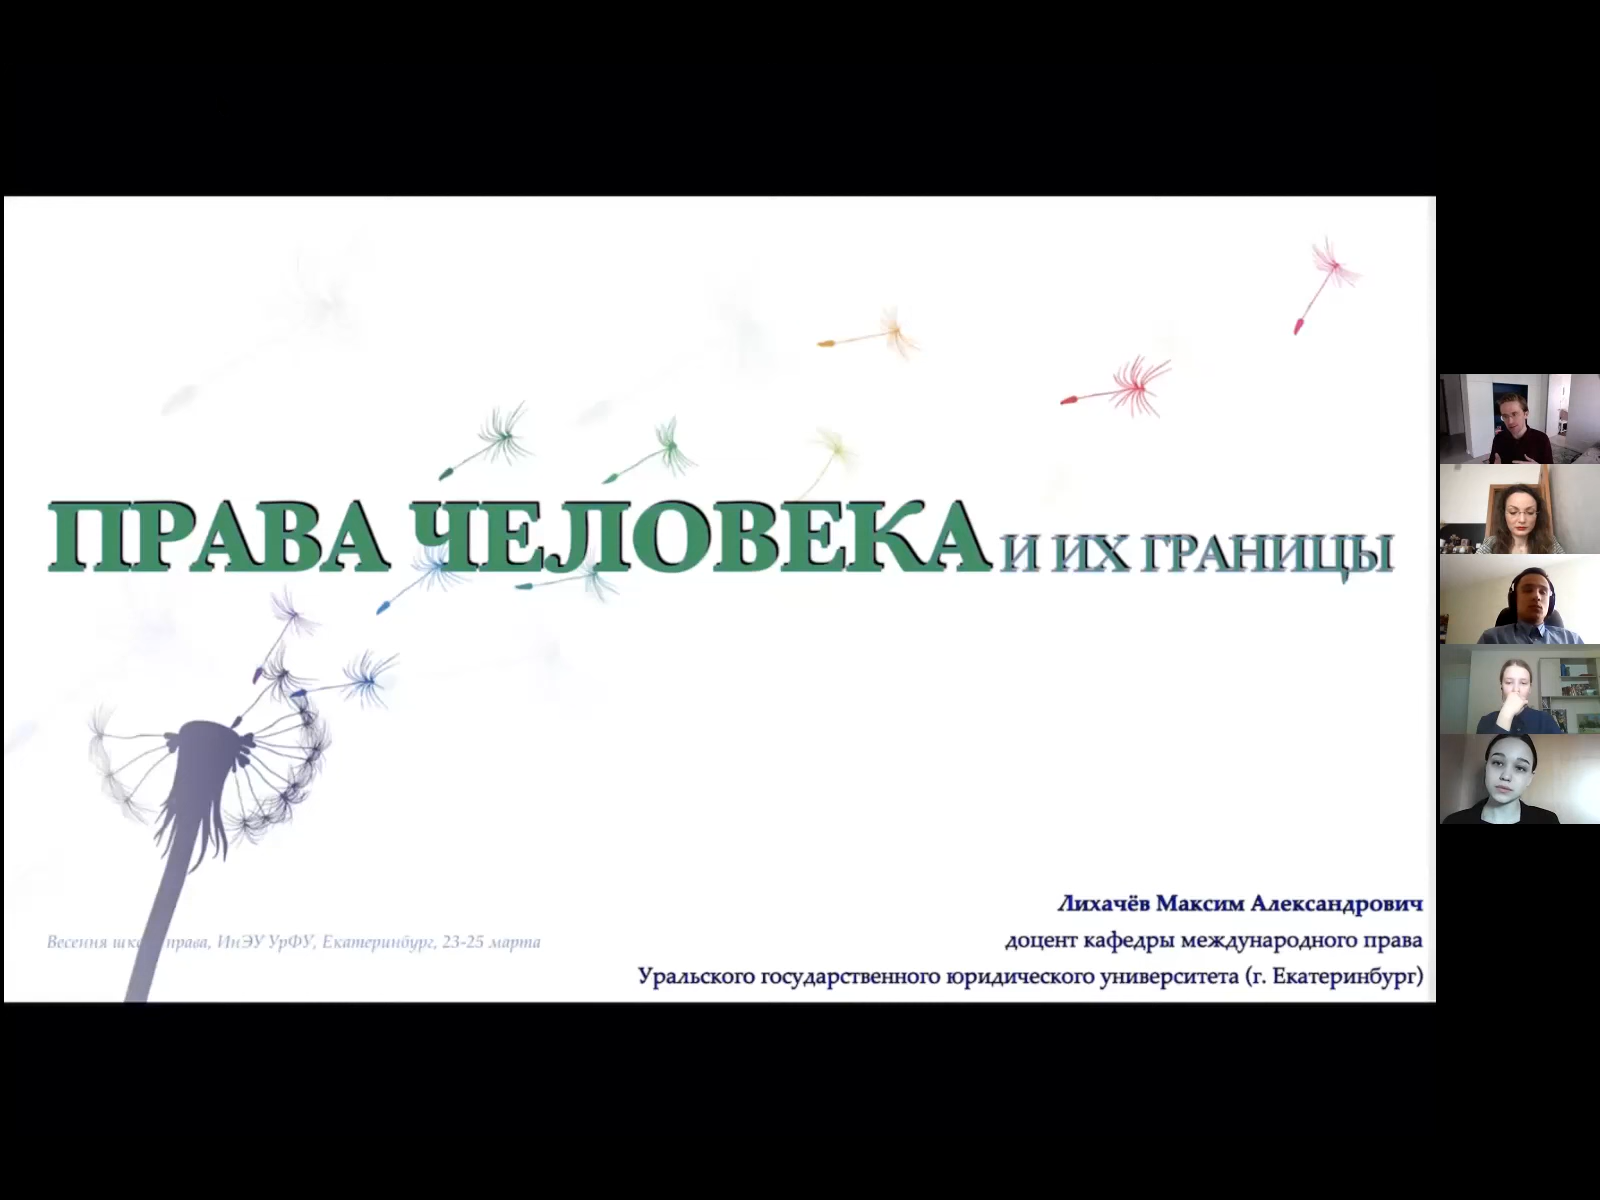 ПРАВА ЧЕЛОВЕКА И ИХ ГРАНИЦЫ
Лихачёв Максим Александрович
доцент кафедры международного права
Уральского государственного юридического университета (г. Екатеринбург)
Весення права, ИнЭУ УрФУ, Екатеринбург, 23-25 марта